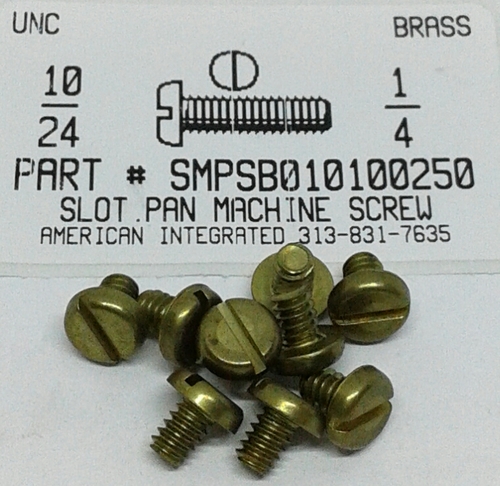 UNC BRASS
10 1
24 4
PART # SMPSB010100250
SLOT.PAN MACHINE SCREW
AMERICAN INTEGRATED 313-831-7635